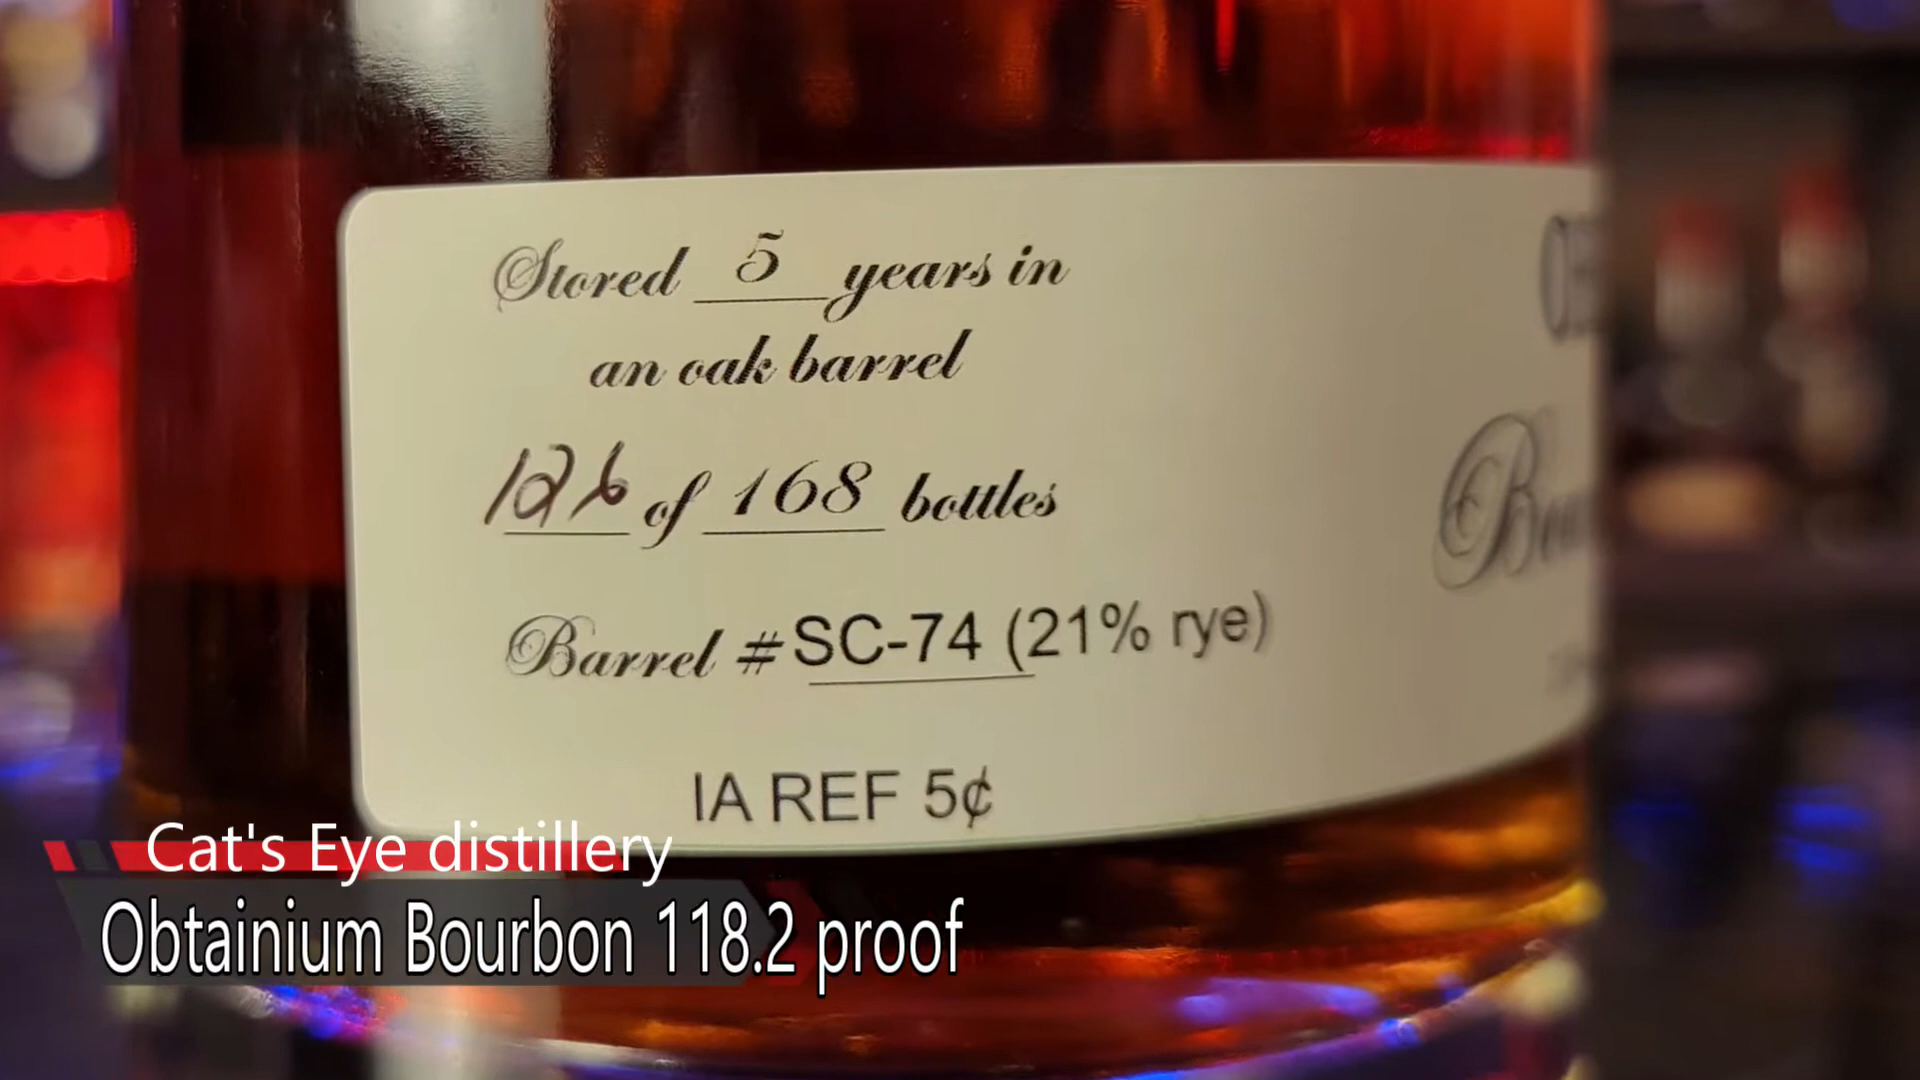 Stored 5 years in
an oak barrel
126 of 168 bottles
Barrel # SC-74 (21% rye)
IA REF 5¢
Cat's Eye distillery
Obtainium Bourbon 118.2 proof